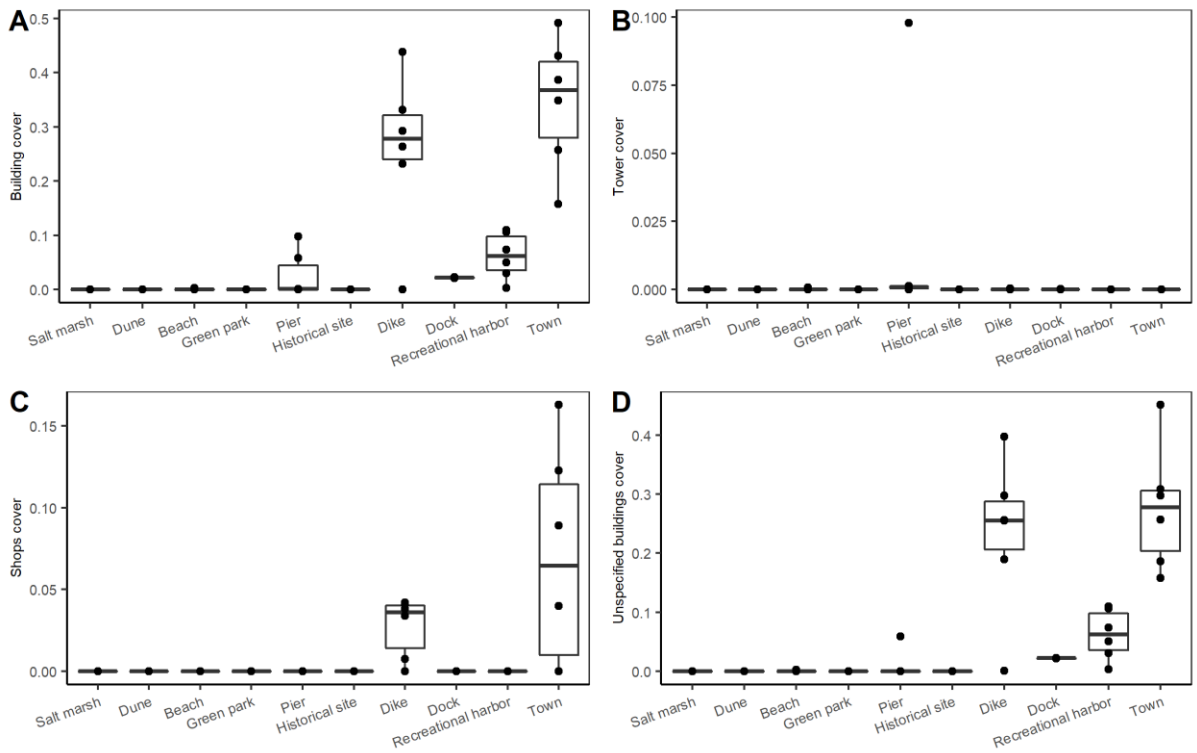 A
Building cover
0.5
0.4
0.3
0.2
0.1
0.0
Salt marsh
Dune
Beach
Green park
Pier
Historical site
Dike
Dock
Recreational harbor
Town
B
Tower cover
0.100
0.075
0.050
0.025
0.000
Salt marsh
Dune
Beach
Green park
Pier
Historical site
Dike
Dock
Recreational harbor
Town
C
Shops cover
0.15
0.10
0.05
0.00
Salt marsh
Dune
Beach
Green park
Pier
Historical site
Dike
Dock
Recreational harbor
Town
D
Unspecified buildings cover
0.4
0.3
0.2
0.1
0.0
Salt marsh
Dune
Beach
Green park
Pier
Historical site
Dike
Dock
Recreational harbor
Town